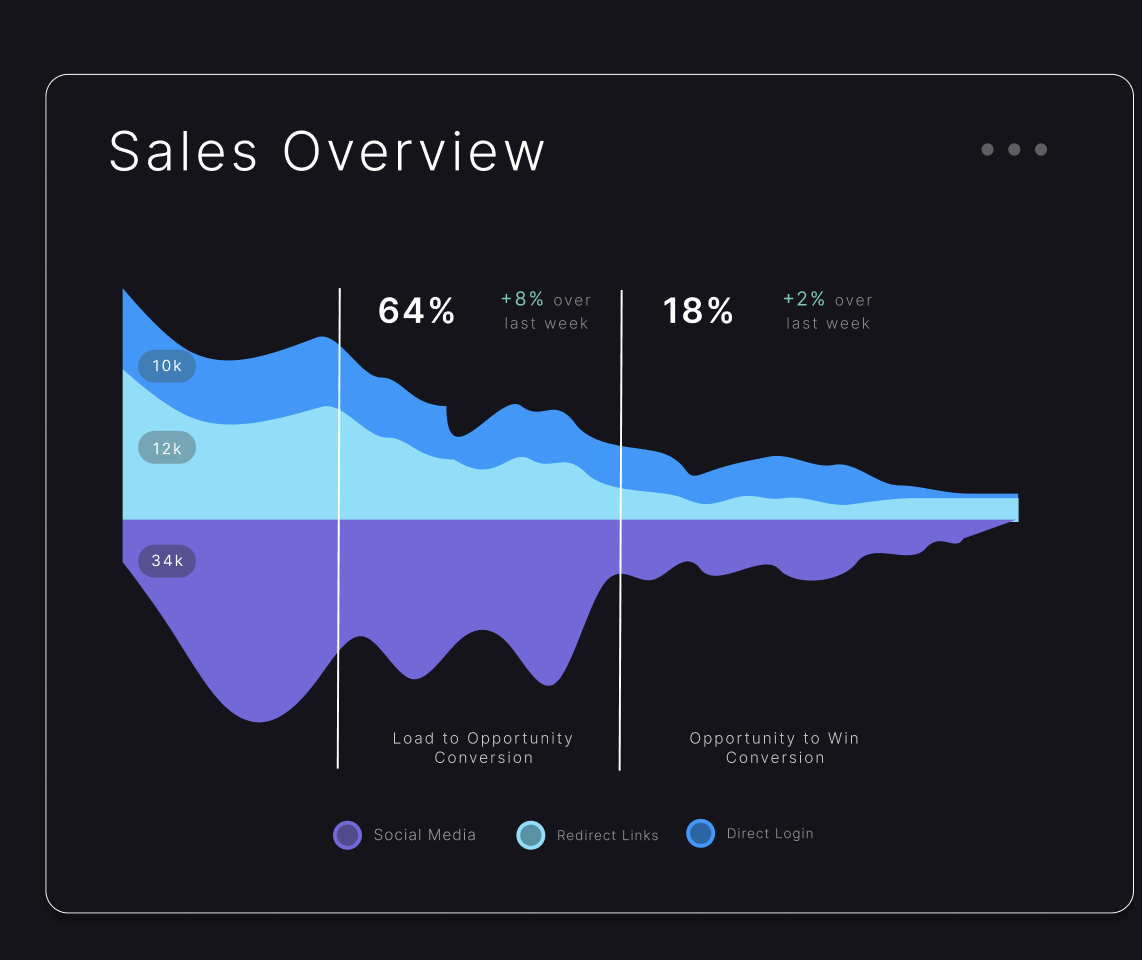 Sales Overview
64%
+8% over
last week
18%
+2% over
last week
10k
12k
34k
Load to Opportunity
Conversion
Opportunity to Win
Conversion
Social Media
Redirect Links
Direct Login